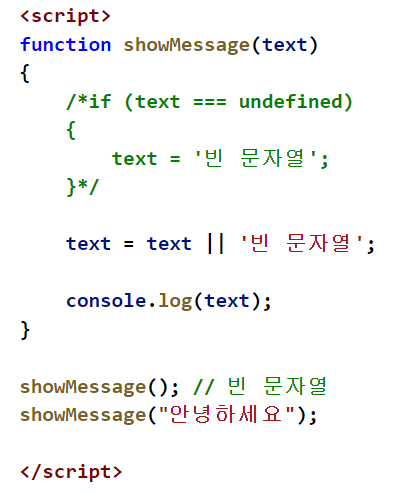 <script>
function showMessage(text)
{
    /*if (text === undefined)
    {
        text = '빈 문자열';
    }*/

    text = text || '빈 문자열';

    console.log(text);
}

showMessage(); // 빈 문자열
showMessage("안녕하세요");

</script>